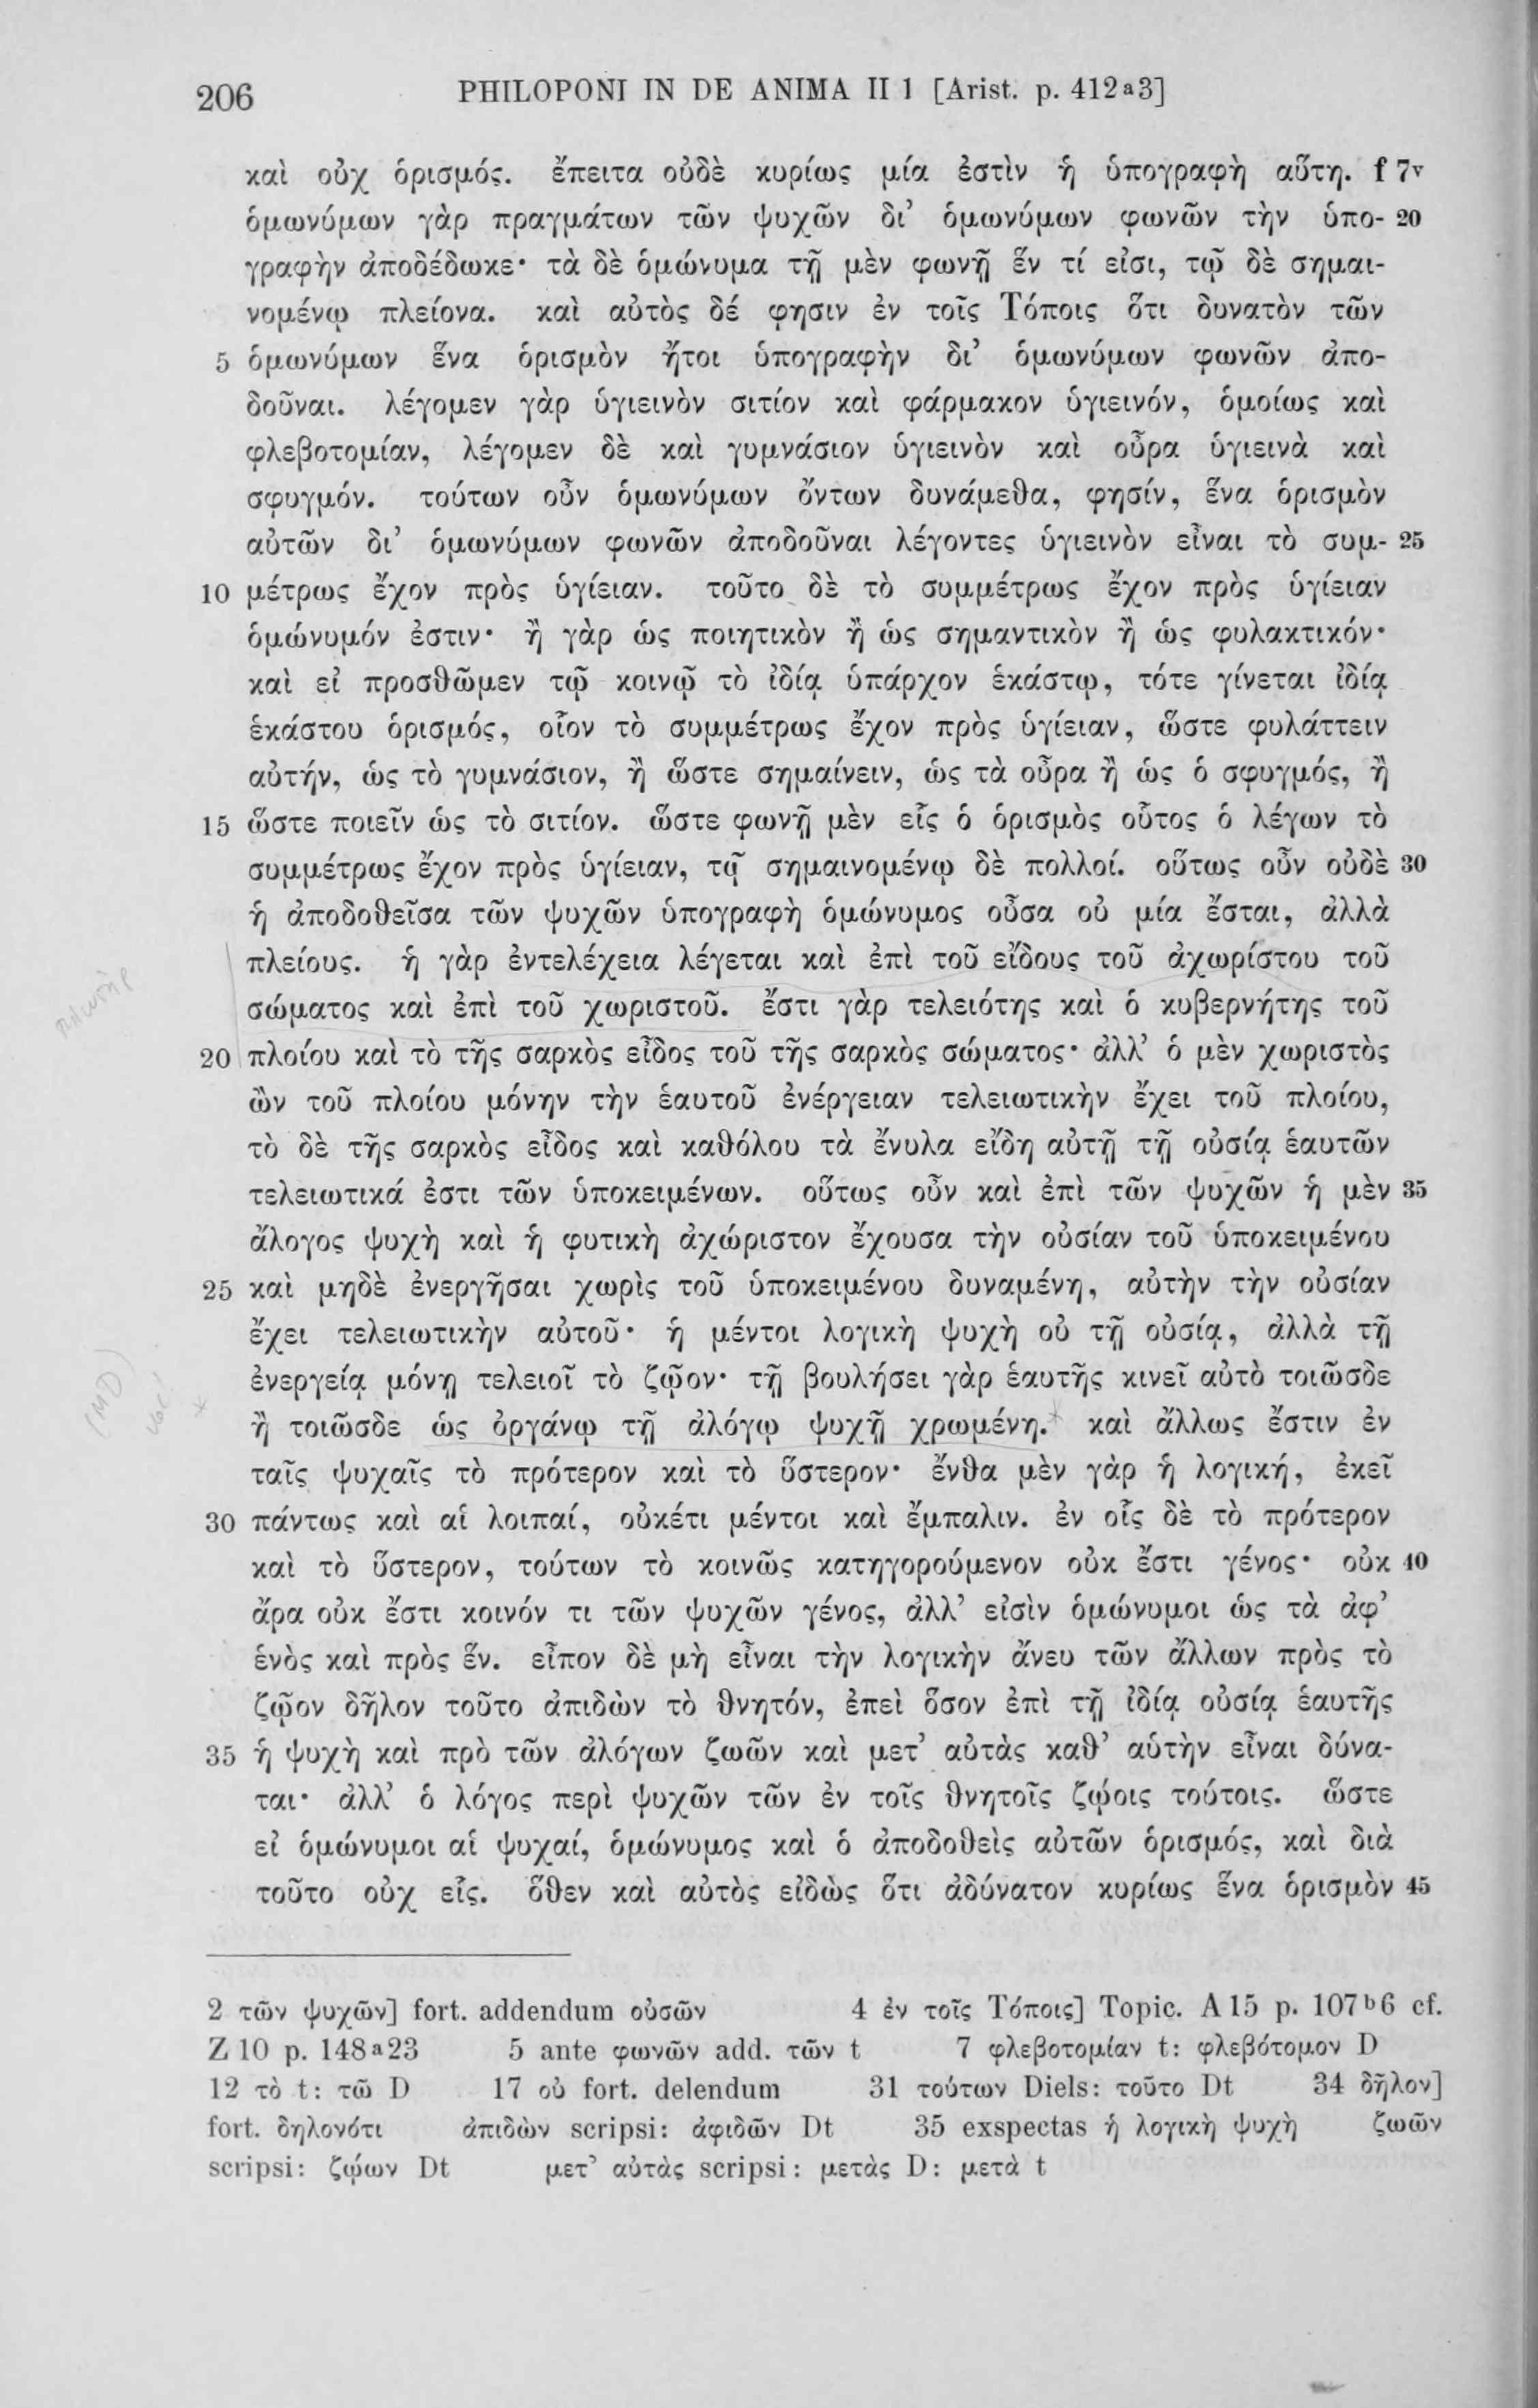 206 PHILOPONI IN DE ANIMA II 1 [Arist. p. 412a3]
καὶ οὐχ ὁρισμός. ἔπειτα οὐδὲ κυρίως μία ἐστὶν ἡ ὑπογραφὴ αὕτη. f 7v
ὁμωνύμων γὰρ πραγμάτων τῶν ψυχῶν δι’ ὁμωνύμων φωνῶν τὴν ὑπο- 20
γραφὴν ἀποδέδωκε· τὰ δὲ ὁμώνυμα τῇ μὲν φωνῇ ἕν τί εἰσι, τῷ δὲ σημαι-
νομένῳ πλείονα. καὶ αὐτὸς δέ φησιν ἐν τοῖς Τόποις ὅτι δυνατὸν τῶν
5 ὁμωνύμων ἕνα ὁρισμὸν ἤτοι ὑπογραφὴν δι’ ὁμωνύμων φωνῶν ἀπο-
δοῦναι. λέγομεν γὰρ ὑγιεινὸν σιτίον καὶ φάρμακον ὑγιεινόν, ὁμοίως καὶ
φλεβοτομίαν, λέγομεν δὲ καὶ γυμνάσιον ὑγιεινὸν καὶ οὖρα ὑγιεινὰ καὶ
σφυγμόν. τούτων οὖν ὁμωνύμων ὄντων δυνάμεθα, φησίν, ἕνα ὁρισμὸν
αὐτῶν δι’ ὁμωνύμων φωνῶν ἀποδοῦναι λέγοντες ὑγιεινὸν εἶναι τὸ συμ- 25
10 μέτρως ἔχον πρὸς ὑγίειαν. τοῦτο δὲ τὸ συμμέτρως ἔχον πρὸς ὑγίειαν
ὁμώνυμόν ἐστιν· ἢ γὰρ ὡς ποιητικὸν ἢ ὡς σημαντικὸν ἢ ὡς φυλακτικόν·
καὶ εἰ προσθῶμεν τῷ κοινῷ τὸ ἰδίᾳ ὑπάρχον ἑκάστῳ, τότε γίνεται ἰδίᾳ
ἑκάστου ὁρισμός, οἷον τὸ συμμέτρως ἔχον πρὸς ὑγίειαν, ὥστε φυλάττειν
αὐτήν, ὡς τὸ γυμνάσιον, ἢ ὥστε σημαίνειν, ὡς τὰ οὖρα ἢ ὡς ὁ σφυγμός, ἢ
15 ὥστε ποιεῖν ὡς τὸ σιτίον. ὥστε φωνῇ μὲν εἷς ὁ ὁρισμὸς οὗτος ὁ λέγων τὸ
συμμέτρως ἔχον πρὸς ὑγίειαν, τῷ σημαινομένῳ δὲ πολλοί. οὕτως οὖν οὐδὲ 30
ἡ ἀποδοθεῖσα τῶν ψυχῶν ὑπογραφὴ ὁμώνυμος οὖσα οὐ μία ἔσται, ἀλλὰ
πλείους. ἡ γὰρ ἐντελέχεια λέγεται καὶ ἐπὶ τοῦ εἴδους τοῦ ἀχωρίστου τοῦ
σώματος καὶ ἐπὶ τοῦ χωριστοῦ. ἔστι γὰρ τελειότης καὶ ὁ κυβερνήτης τοῦ
20 πλοίου καὶ τὸ τῆς σαρκὸς εἶδος τοῦ τῆς σαρκὸς σώματος· ἀλλ’ ὁ μὲν χωριστὸς
ὢν τοῦ πλοίου μόνην τὴν ἑαυτοῦ ἐνέργειαν τελειωτικὴν ἔχει τοῦ πλοίου,
τὸ δὲ τῆς σαρκὸς εἶδος καὶ καθόλου τὰ ἔνυλα εἴδη αὐτῇ τῇ οὐσίᾳ ἑαυτῶν
τελειωτικά ἐστι τῶν ὑποκειμένων. οὕτως οὖν καὶ ἐπὶ τῶν ψυχῶν ἡ μὲν 35
ἄλογος ψυχὴ καὶ ἡ φυτικὴ ἀχώριστον ἔχουσα τὴν οὐσίαν τοῦ ὑποκειμένου
25 καὶ μηδὲ ἐνεργῆσαι χωρὶς τοῦ ὑποκειμένου δυναμένη, αὐτὴν τὴν οὐσίαν
ἔχει τελειωτικὴν αὐτοῦ· ἡ μέντοι λογικὴ ψυχὴ οὐ τῇ οὐσίᾳ, ἀλλὰ τῇ
ἐνεργείᾳ μόνῃ τελειοῖ τὸ ζῷον· τῇ βουλήσει γὰρ ἑαυτῆς κινεῖ αὐτὸ τοιῶσδε
ἢ τοιῶσδε ὡς ὀργάνῳ τῇ ἀλόγῳ ψυχῇ χρωμένη. καὶ ἄλλως ἔστιν ἐν
ταῖς ψυχαῖς τὸ πρότερον καὶ τὸ ὕστερον· ἔνθα μὲν γὰρ ἡ λογική, ἐκεῖ
30 πάντως καὶ αἱ λοιπαί, οὐκέτι μέντοι καὶ ἔμπαλιν. ἐν οἷς δὲ τὸ πρότερον
καὶ τὸ ὕστερον, τούτων τὸ κοινῶς κατηγορούμενον οὐκ ἔστι γένος· οὐκ 40
ἄρα οὐκ ἔστι κοινόν τι τῶν ψυχῶν γένος, ἀλλ’ εἰσὶν ὁμώνυμοι ὡς τὰ ἀφ’
ἑνὸς καὶ πρὸς ἕν. εἶπον δὲ μὴ εἶναι τὴν λογικὴν ἄνευ τῶν ἄλλων πρὸς τὸ
ζῷον δῆλον τοῦτο ἀπιδὼν τὸ θνητόν, ἐπεὶ ὅσον ἐπὶ τῇ ἰδίᾳ οὐσίᾳ ἑαυτῆς
35 ἡ ψυχὴ καὶ πρὸ τῶν ἀλόγων ζωῶν καὶ μετ’ αὐτὰς καθ’ αὑτὴν εἶναι δύνα-
ται· ἀλλ’ ὁ λόγος περὶ ψυχῶν τῶν ἐν τοῖς θνητοῖς ζῴοις τούτοις. ὥστε
εἰ ὁμώνυμοι αἱ ψυχαί, ὁμώνυμος καὶ ὁ ἀποδοθεὶς αὐτῶν ὁρισμός, καὶ διὰ
τοῦτο οὐχ εἷς. ὅθεν καὶ αὐτὸς εἰδὼς ὅτι ἀδύνατον κυρίως ἕνα ὁρισμὸν 45
2 τῶν ψυχῶν] fort. addendum οὐσῶν 4 ἐν τοῖς Τόποις] Topic. A 15 p. 107b6 cf.
Z 10 p. 148a23 5 ante φωνῶν add. τῶν t 7 φλεβοτομίαν t: φλεβότομον D
12 τὸ t: τῶ D 17 οὐ fort. delendum 31 τούτων Diels: τοῦτο Dt 34 δῆλον]
fort. δηλονότι ἀπιδὼν scripsi: ἀφιδῶν Dt 35 exspectas ἡ λογικὴ ψυχὴ ζωῶν
scripsi: ζῴων Dt μετ’ αὐτὰς scripsi: μετὰς D: μετὰ t
(MD)